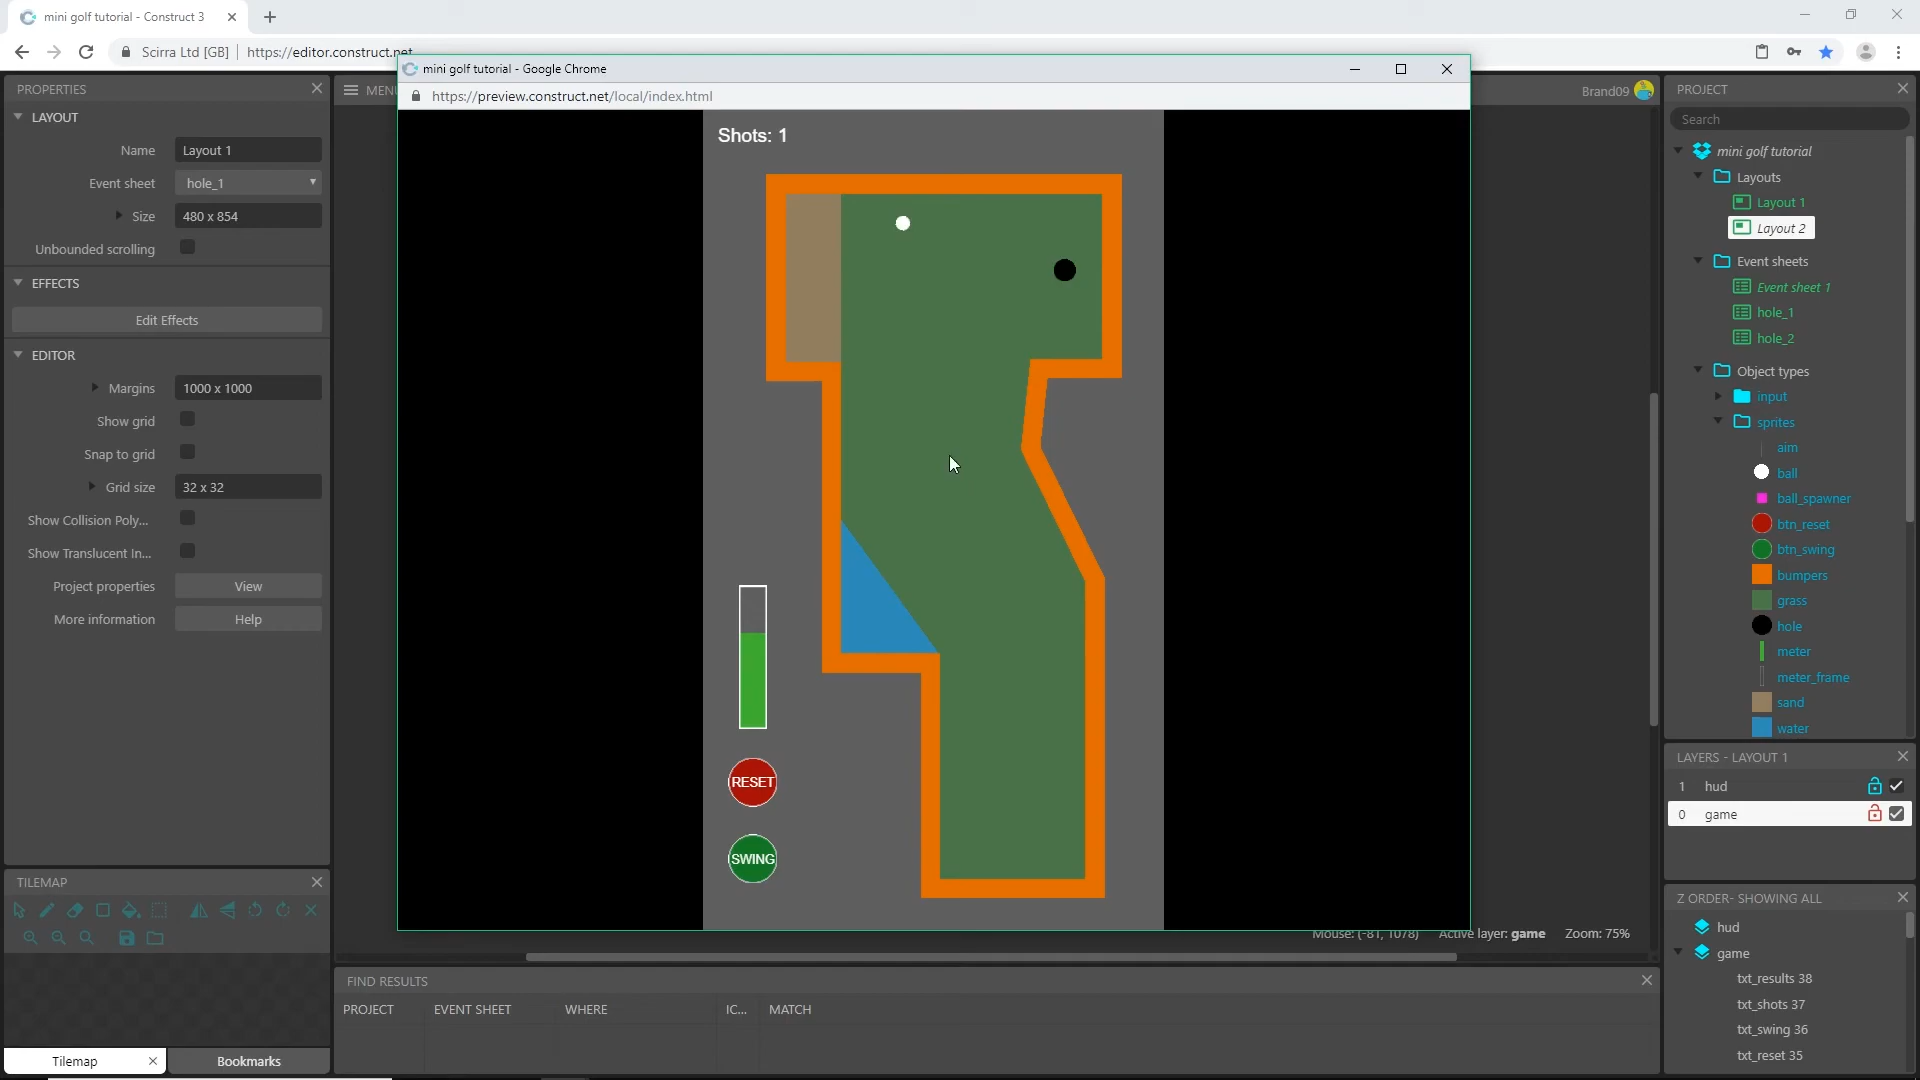 mini golf tutorial - Construct 3
Scirra Ltd [GB]
https://editor.construct.net
mini golf tutorial - Google Chrome
https://preview.construct.net/local/index.html
PROPERTIES
LAYOUT
Name
Layout 1
Event sheet
hole_1
Size
480 x 854
Unbounded scrolling
EFFECTS
Edit Effects
EDITOR
Margins
1000 x 1000
Show grid
Snap to grid
Grid size
32 x 32
Show Collision Poly...
Show Translucent In...
Project properties
View
More information
Help
TILEMAP
Tilemap
Bookmarks
MENU
Shots: 1
RESET
SWING
Mouse: (-81, 1078)
Active layer: game
Zoom: 75%
FIND RESULTS
PROJECT
EVENT SHEET
WHERE
IC...
MATCH
Brand09
PROJECT
Search
mini golf tutorial
Layouts
Layout 1
Layout 2
Event sheets
Event sheet 1
hole_1
hole_2
Object types
input
sprites
aim
ball
ball_spawner
btn_reset
btn_swing
bumpers
grass
hole
meter
meter_frame
sand
water
LAYERS - LAYOUT 1
1 hud
0 game
Z ORDER- SHOWING ALL
hud
game
txt_results 38
txt_shots 37
txt_swing 36
txt_reset 35